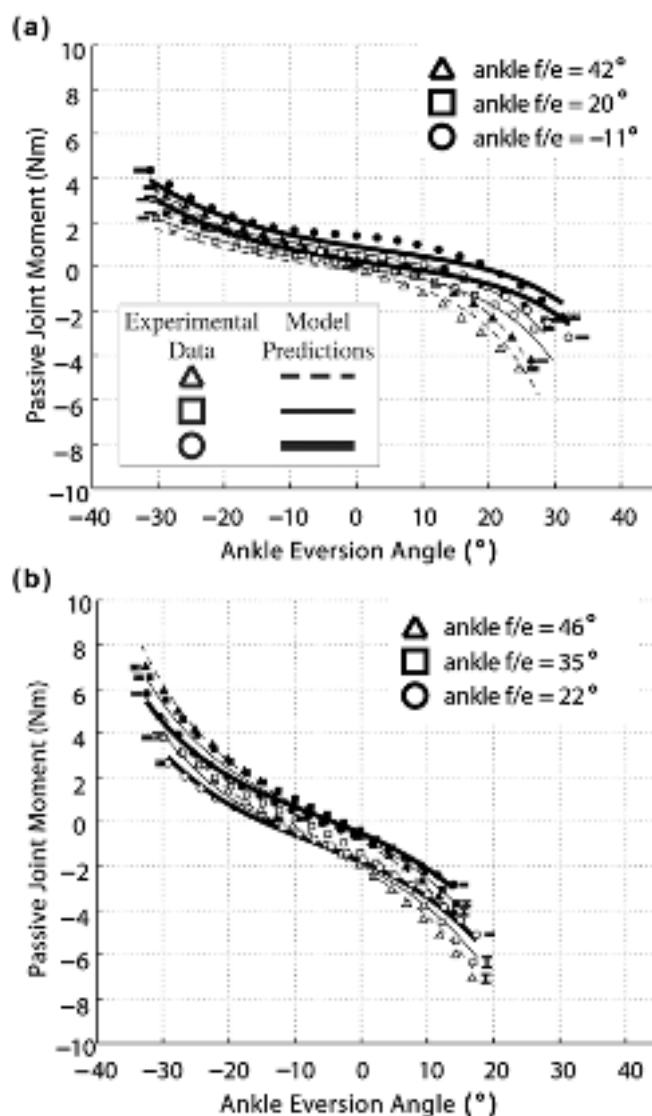 (a)
10
8
6
4
2
0
−2
−4
−6
−8
−10
Passive Joint Moment (Nm)
ankle f/e = 42°
ankle f/e = 20°
ankle f/e = −11°
Experimental Data
Model Predictions
−40 −30 −20 −10 0 10 20 30 40
Ankle Eversion Angle (°)
(b)
10
8
6
4
2
0
−2
−4
−6
−8
−10
Passive Joint Moment (Nm)
ankle f/e = 46°
ankle f/e = 35°
ankle f/e = 22°
−40 −30 −20 −10 0 10 20 30 40
Ankle Eversion Angle (°)